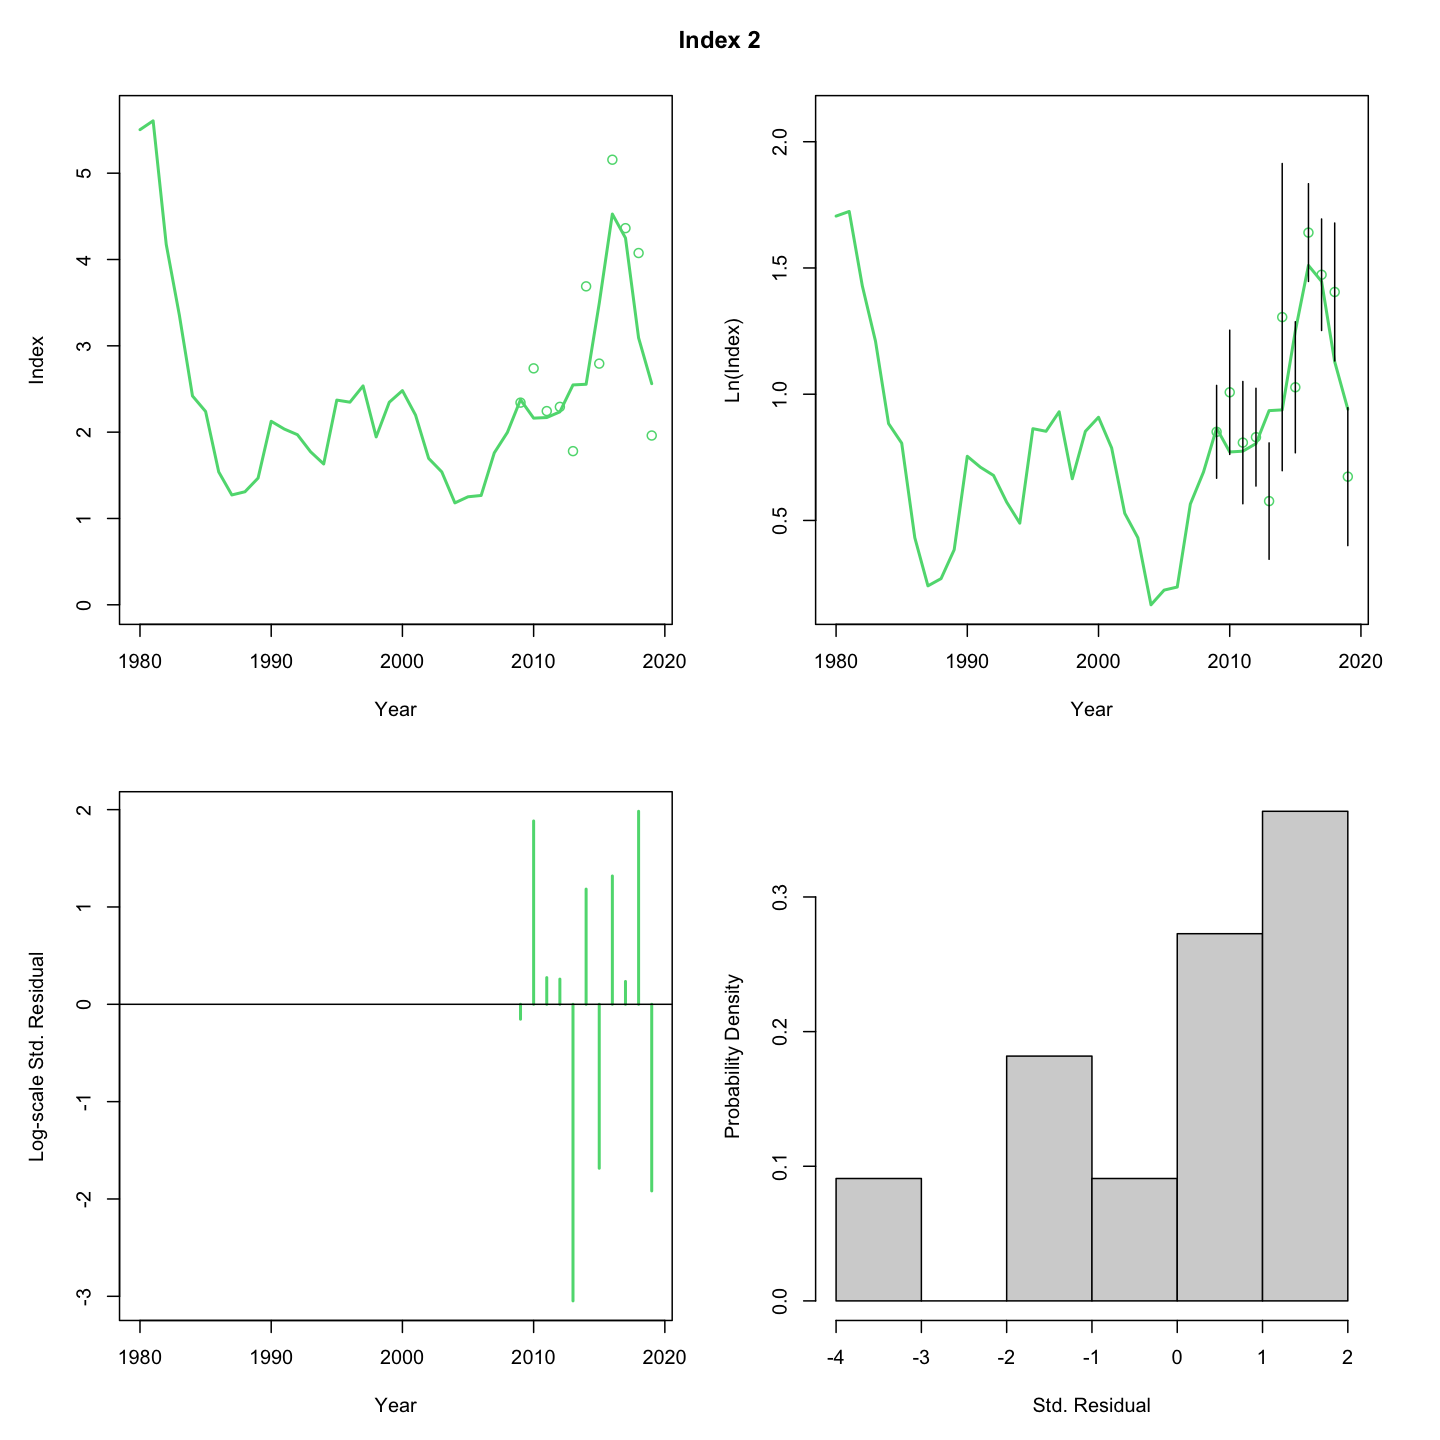 Index 2
Index
0 1 2 3 4 5
1980 1990 2000 2010 2020
Year
Ln(Index)
0.5 1.0 1.5 2.0
1980 1990 2000 2010 2020
Year
Log-scale Std. Residual
-3 -2 -1 0 1 2
1980 1990 2000 2010 2020
Year
Probability Density
0.0 0.1 0.2 0.3
-4 -3 -2 -1 0 1 2
Std. Residual